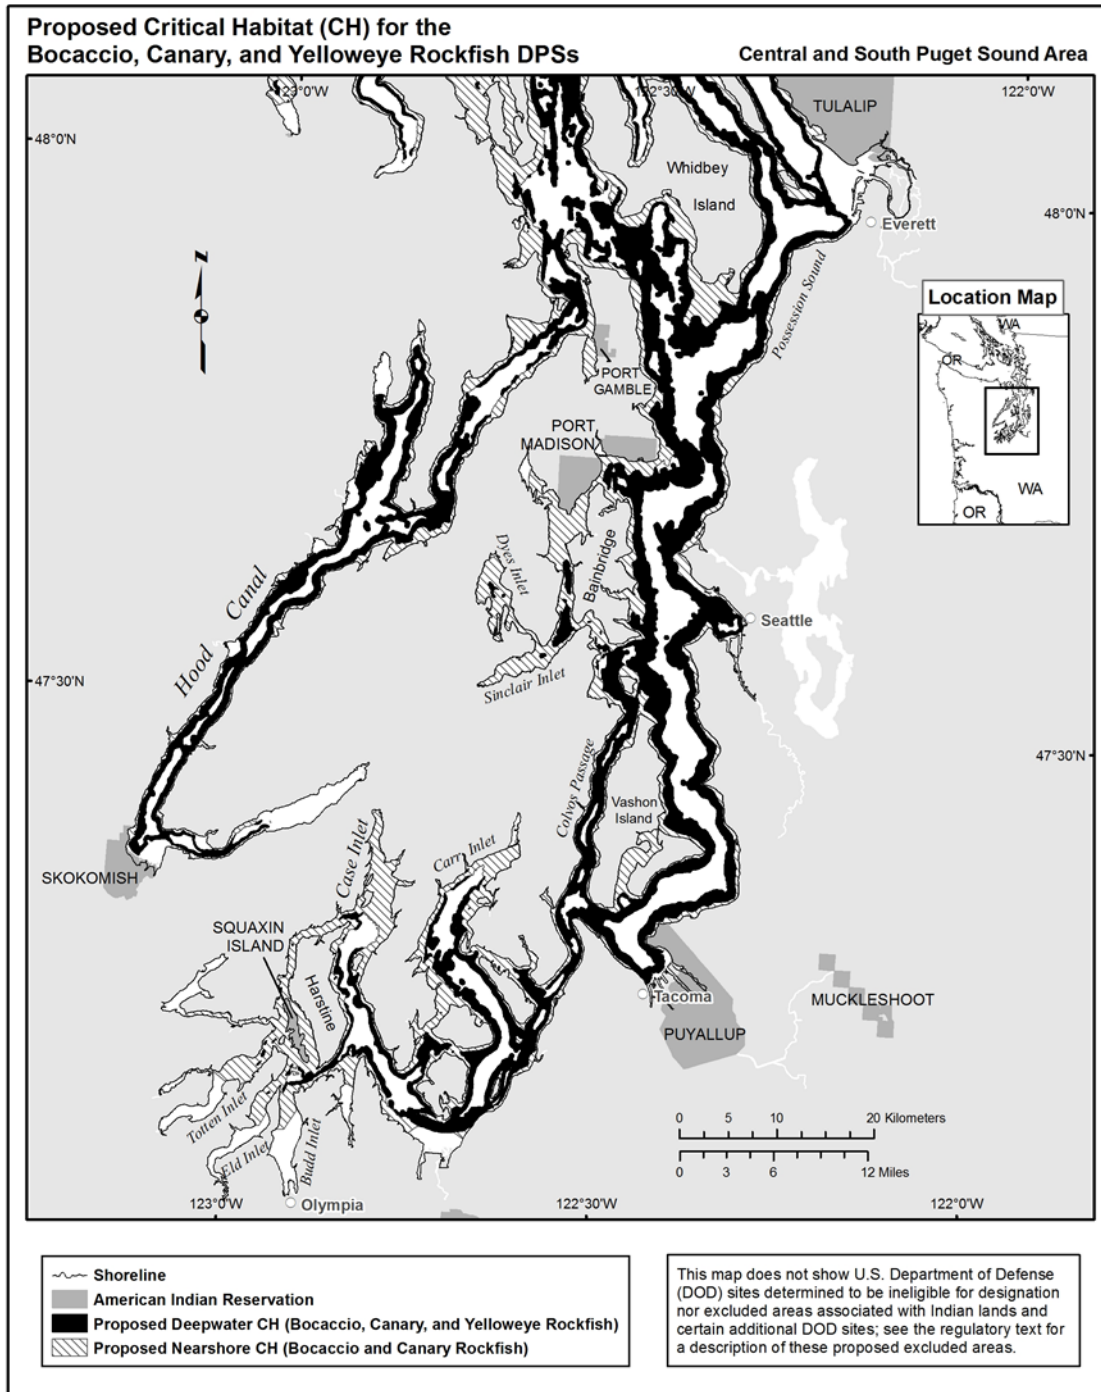 Proposed Critical Habitat (CH) for the
Bocaccio, Canary, and Yelloweye Rockfish DPSs
Central and South Puget Sound Area
123°0'W
122°30'W
122°0'W
TULALIP
48°0'N
Whidbey
Island
48°0'N
Everett
N
Possession Sound
Location Map
WA
OR
WA
OR
PORT
GAMBLE
PORT
MADISON
Dyes Inlet
Bainbridge
Hood Canal
Seattle
Sinclair Inlet
47°30'N
47°30'N
Colvos Passage
Vashon
Island
SKOKOMISH
Case Inlet
Carr Inlet
SQUAXIN
ISLAND
Harstine
Tacoma
MUCKLESHOOT
PUYALLUP
Totten Inlet
Eld Inlet
Budd Inlet
Olympia
0 5 10 20 Kilometers
0 3 6 12 Miles
123°0'W
122°30'W
122°0'W
Shoreline
American Indian Reservation
Proposed Deepwater CH (Bocaccio, Canary, and Yelloweye Rockfish)
Proposed Nearshore CH (Bocaccio and Canary Rockfish)
This map does not show U.S. Department of Defense
(DOD) sites determined to be ineligible for designation
nor excluded areas associated with Indian lands and
certain additional DOD sites; see the regulatory text for
a description of these proposed excluded areas.